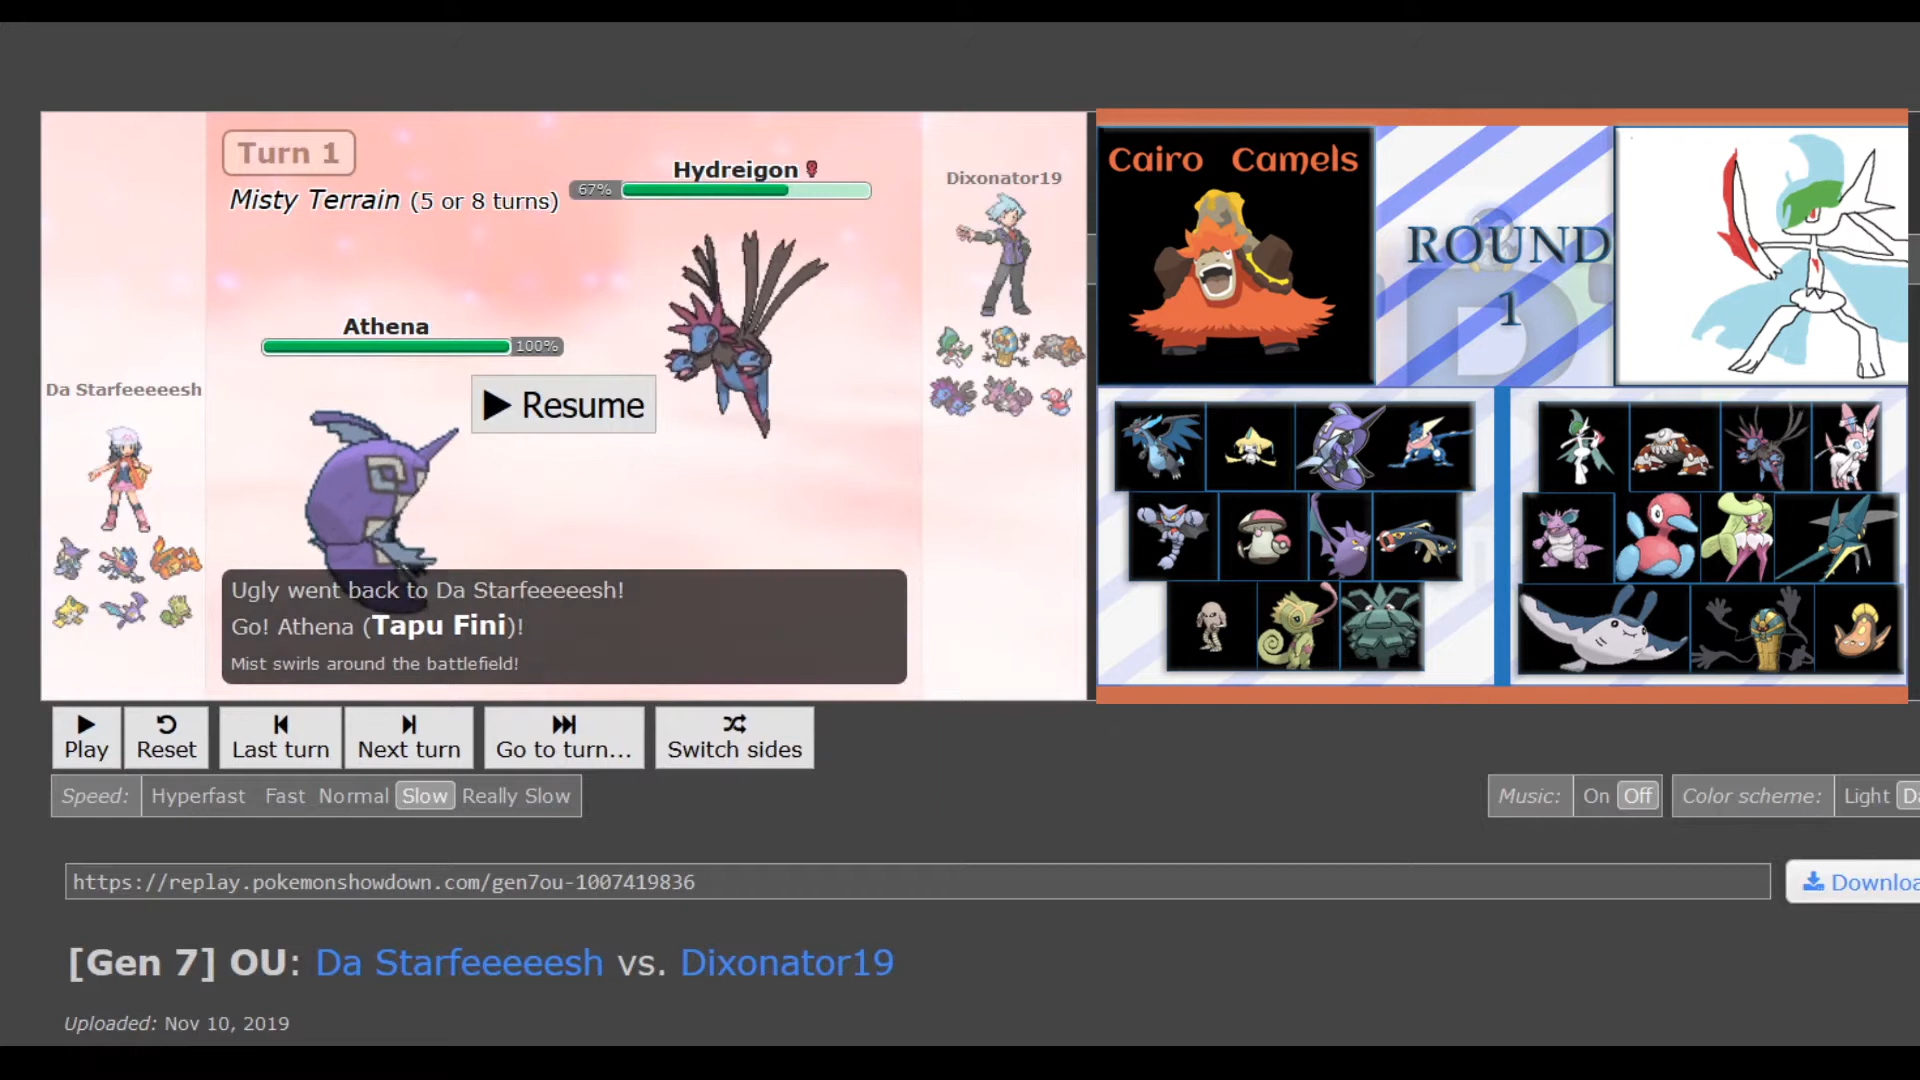 Turn 1
Misty Terrain (5 or 8 turns)
Hydreigon
67%
Athena
100%
Da Starfeeeeesh
Dixonator19
Resume
Ugly went back to Da Starfeeeeesh!
Go! Athena (Tapu Fini)!
Mist swirls around the battlefield!
Cairo Camels
ROUND
1
Play
Reset
Last turn
Next turn
Go to turn...
Switch sides
Speed: Hyperfast Fast Normal Slow Really Slow
Music: On Off
Color scheme: Light Da
https://replay.pokemonshowdown.com/gen7ou-1007419836
Downloa
[Gen 7] OU: Da Starfeeeeesh vs. Dixonator19
Uploaded: Nov 10, 2019